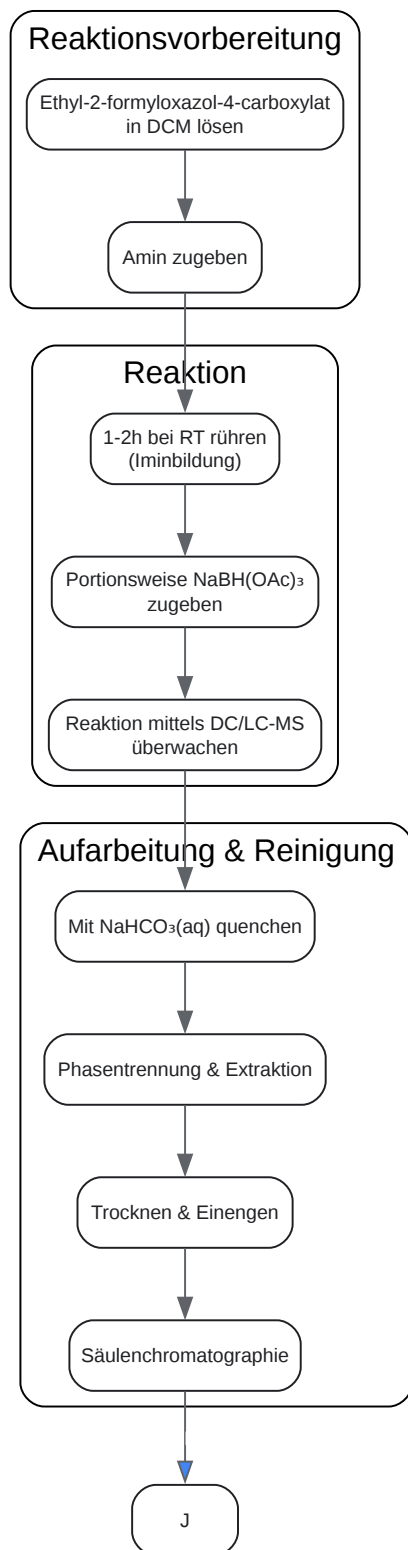 Reaktionsvorbereitung
Ethyl-2-formyloxazol-4-carboxylat
in DCM lösen
Amin zugeben
Reaktion
1-2h bei RT rühren
(Iminbildung)
Portionsweise NaBH(OAc)₃
zugeben
Reaktion mittels DC/LC-MS
überwachen
Aufarbeitung & Reinigung
Mit NaHCO₃(aq) quenchen
Phasentrennung & Extraktion
Trocknen & Einengen
Säulenchromatographie
J